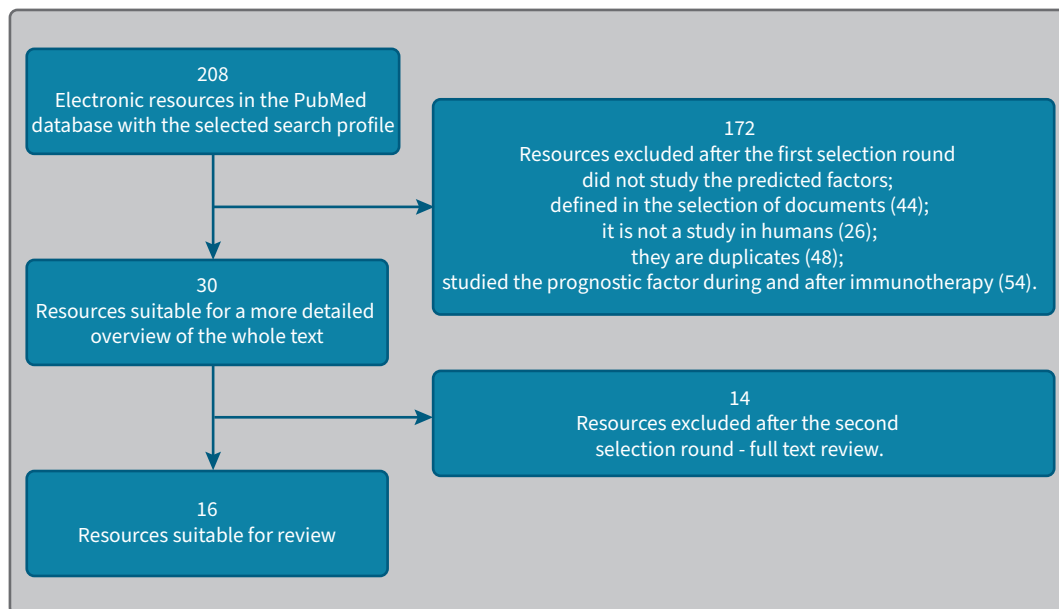 208
Electronic resources in the PubMed
database with the selected search profile
172
Resources excluded after the first selection round
did not study the predicted factors;
defined in the selection of documents (44);
it is not a study in humans (26);
they are duplicates (48);
studied the prognostic factor during and after immunotherapy (54).
30
Resources suitable for a more detailed
overview of the whole text
14
Resources excluded after the second
selection round - full text review.
16
Resources suitable for review